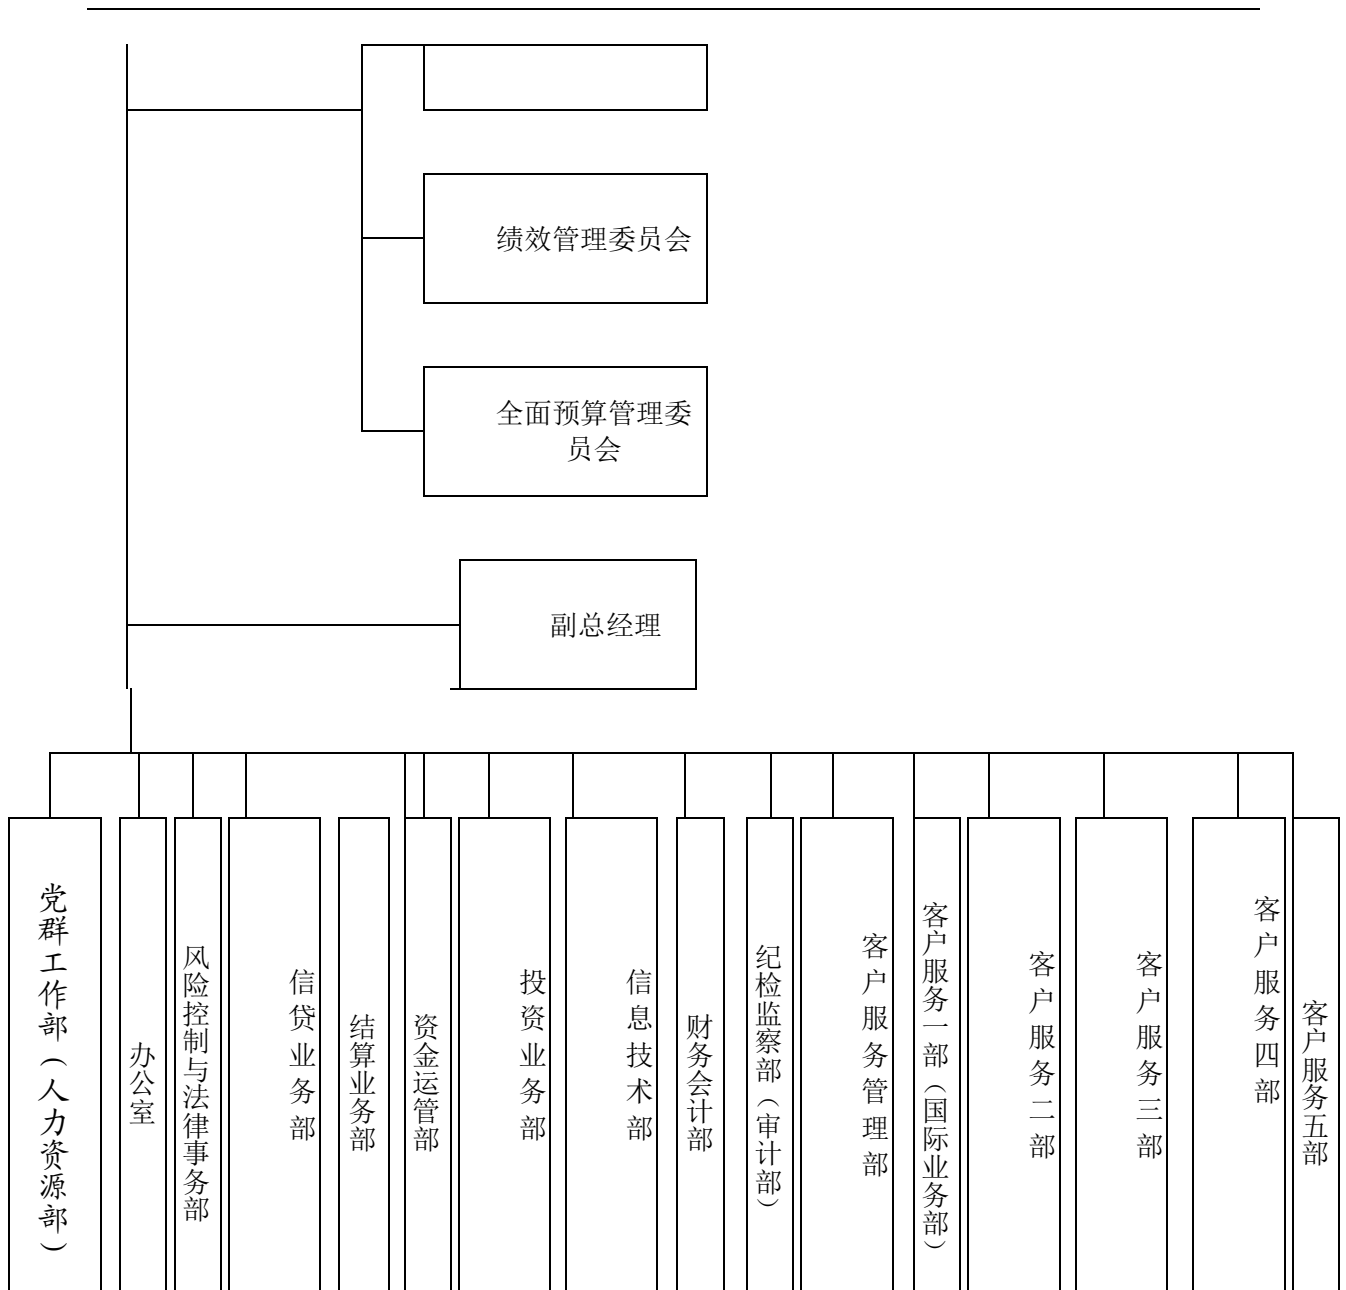 绩效管理委员会
全面预算管理委
员会
副总经理
党群工作部（人力资源部）
办公室
风险控制与法律事务部
信贷业务部
结算业务部
资金运管部
投资业务部
信息技术部
财务会计部
纪检监察部（审计部）
客户服务管理部
客户服务一部（国际业务部）
客户服务二部
客户服务三部
客户服务四部
客户服务五部